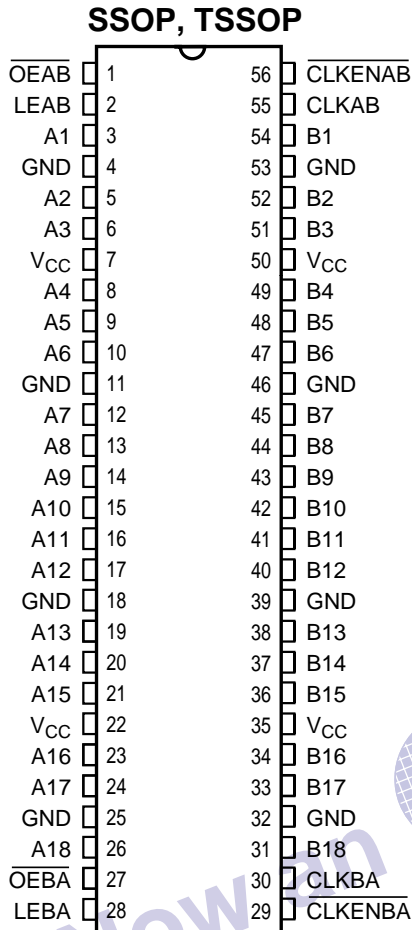 SSOP, TSSOP
OEAB 1 56 CLKENAB
LEAB 2 55 CLKAB
A1 3 54 B1
GND 4 53 GND
A2 5 52 B2
A3 6 51 B3
VCC 7 50 VCC
A4 8 49 B4
A5 9 48 B5
A6 10 47 B6
GND 11 46 GND
A7 12 45 B7
A8 13 44 B8
A9 14 43 B9
A10 15 42 B10
A11 16 41 B11
A12 17 40 B12
GND 18 39 GND
A13 19 38 B13
A14 20 37 B14
A15 21 36 B15
VCC 22 35 VCC
A16 23 34 B16
A17 24 33 B17
GND 25 32 GND
A18 26 31 B18
OEBA 27 30 CLKBA
LEBA 28 29 CLKENBA